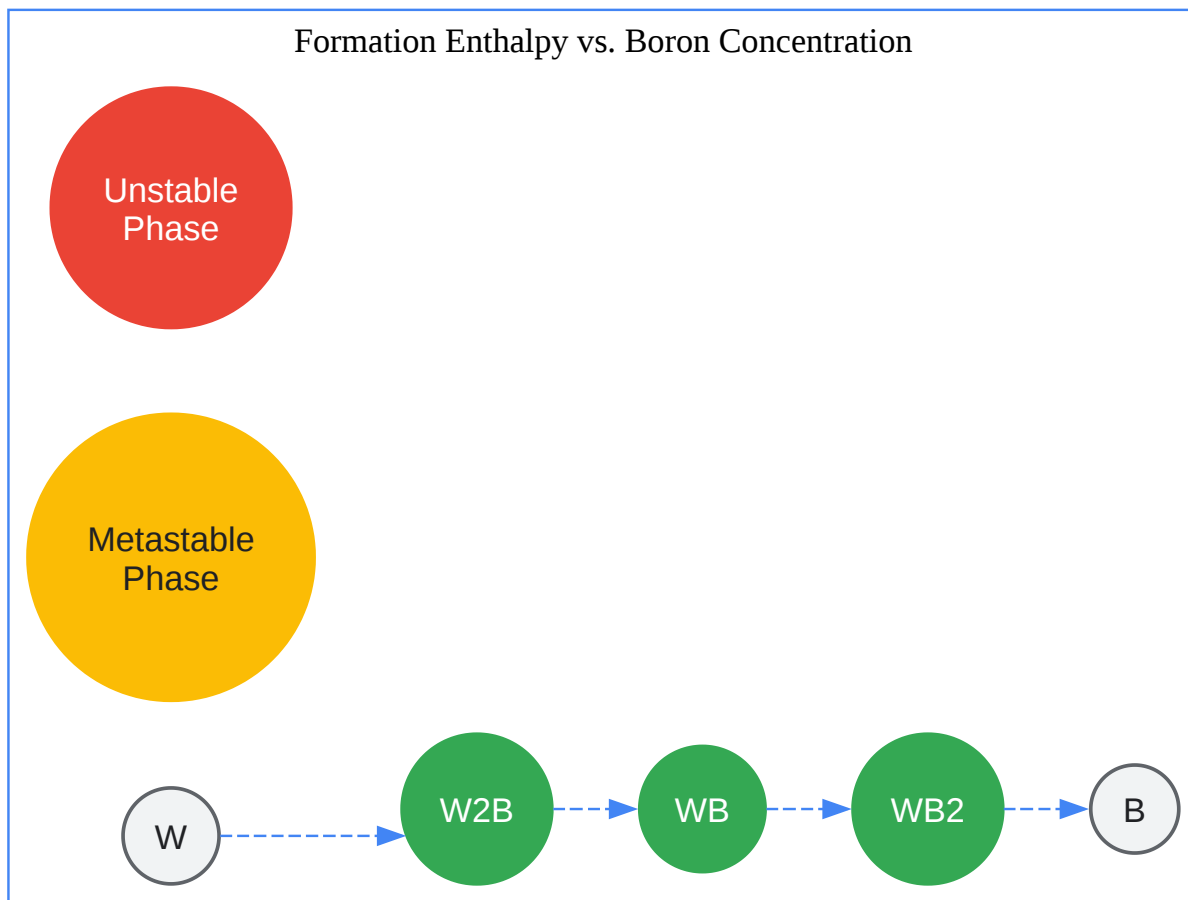 Formation Enthalpy vs. Boron Concentration
Unstable
Phase
Metastable
Phase
W
W2B
WB
WB2
B